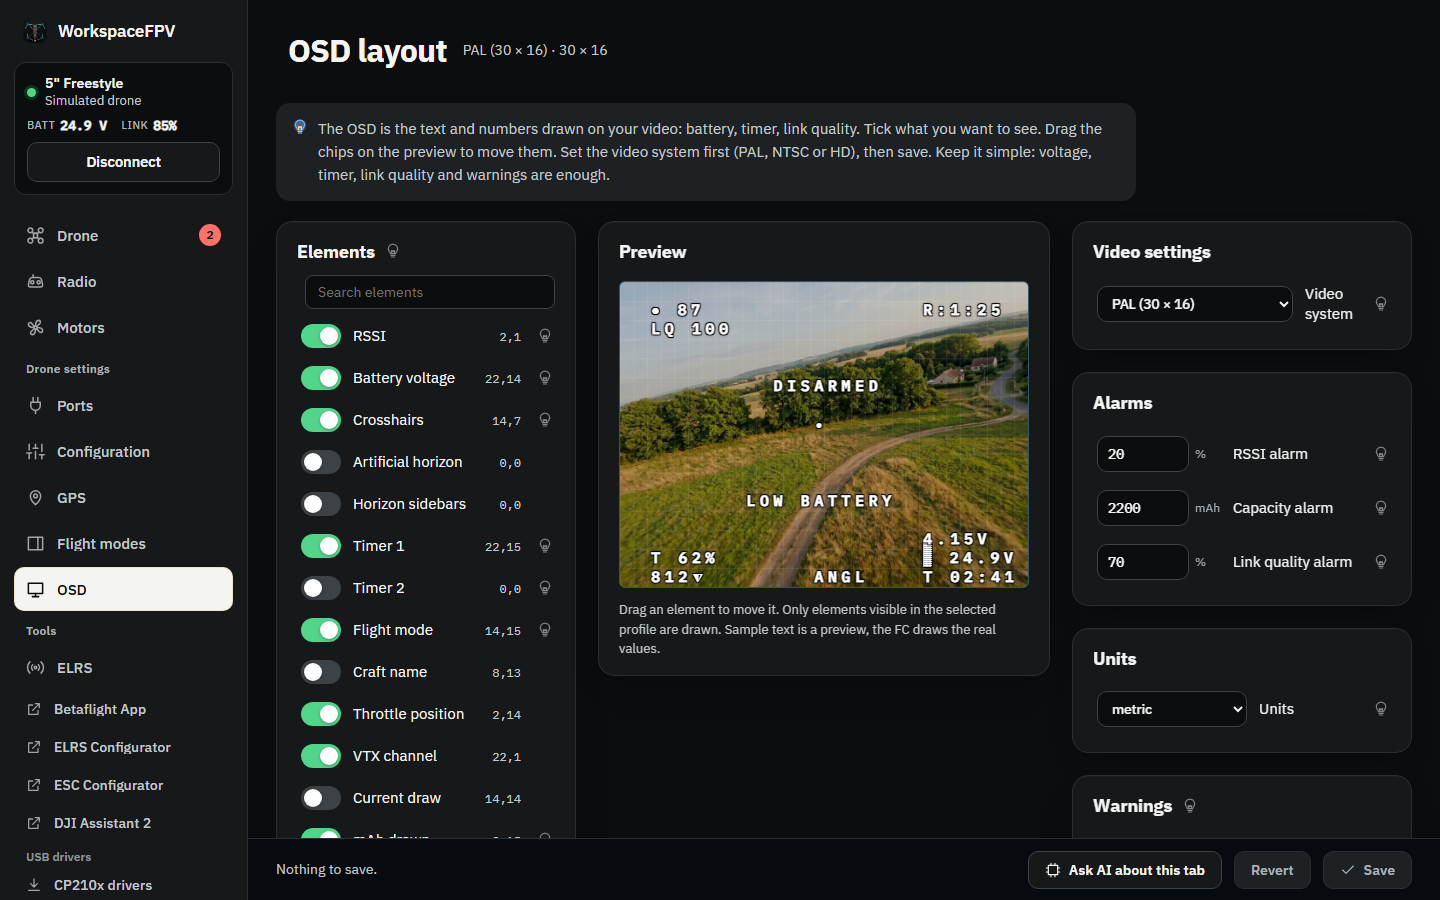 WorkspaceFPV
5" Freestyle
Simulated drone
BATT 24.9 V LINK 85%
Disconnect
Drone 2
Radio
Motors
Drone settings
Ports
Configuration
GPS
Flight modes
OSD
Tools
ELRS
Betaflight App
ELRS Configurator
ESC Configurator
DJI Assistant 2
USB drivers
CP210x drivers
OSD layout PAL (30 × 16) · 30 × 16
The OSD is the text and numbers drawn on your video: battery, timer, link quality. Tick what you want to see. Drag the
chips on the preview to move them. Set the video system first (PAL, NTSC or HD), then save. Keep it simple: voltage,
timer, link quality and warnings are enough.
Elements
Search elements
RSSI 2,1
Battery voltage 22,14
Crosshairs 14,7
Artificial horizon 0,0
Horizon sidebars 0,0
Timer 1 22,15
Timer 2 0,0
Flight mode 14,15
Craft name 8,13
Throttle position 2,14
VTX channel 22,1
Current draw 14,14
Preview
87 R:1:25
LQ 100
DISARMED
LOW BATTERY
4.15V
T 62% 24.9V
812 ANGL T 02:41
Drag an element to move it. Only elements visible in the selected
profile are drawn. Sample text is a preview, the FC draws the real
values.
Video settings
PAL (30 × 16) Video
system
Alarms
20 % RSSI alarm
2200 mAh Capacity alarm
70 % Link quality alarm
Units
metric Units
Warnings
Nothing to save.
Ask AI about this tab
Revert
Save